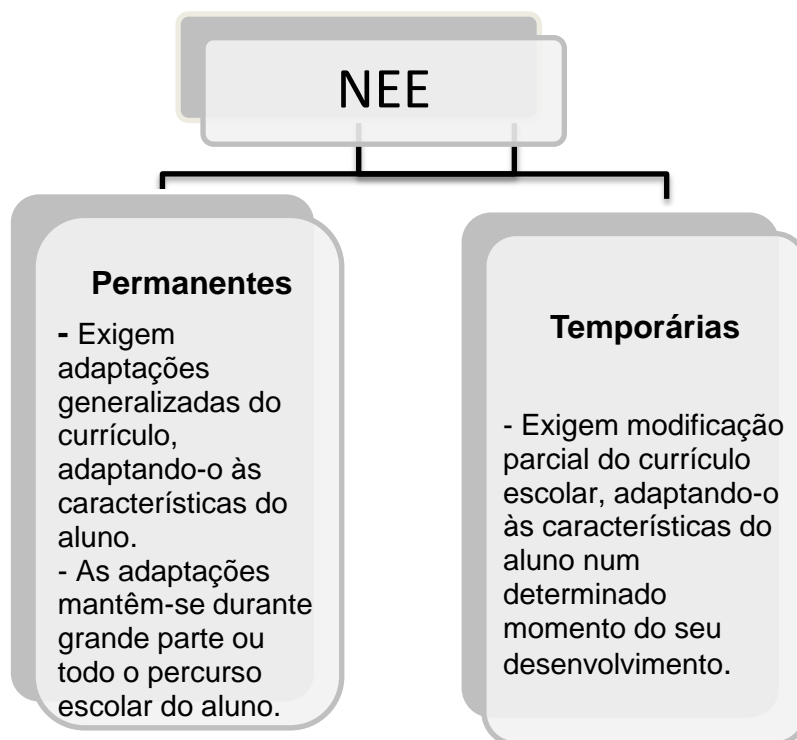 NEE
Permanentes
- Exigem
adaptações
generalizadas do
currículo,
adaptando-o às
características do
aluno.
- As adaptações
mantêm-se durante
grande parte ou
todo o percurso
escolar do aluno.
Temporárias
- Exigem modificação
parcial do currículo
escolar, adaptando-o
às características do
aluno num
determinado
momento do seu
desenvolvimento.